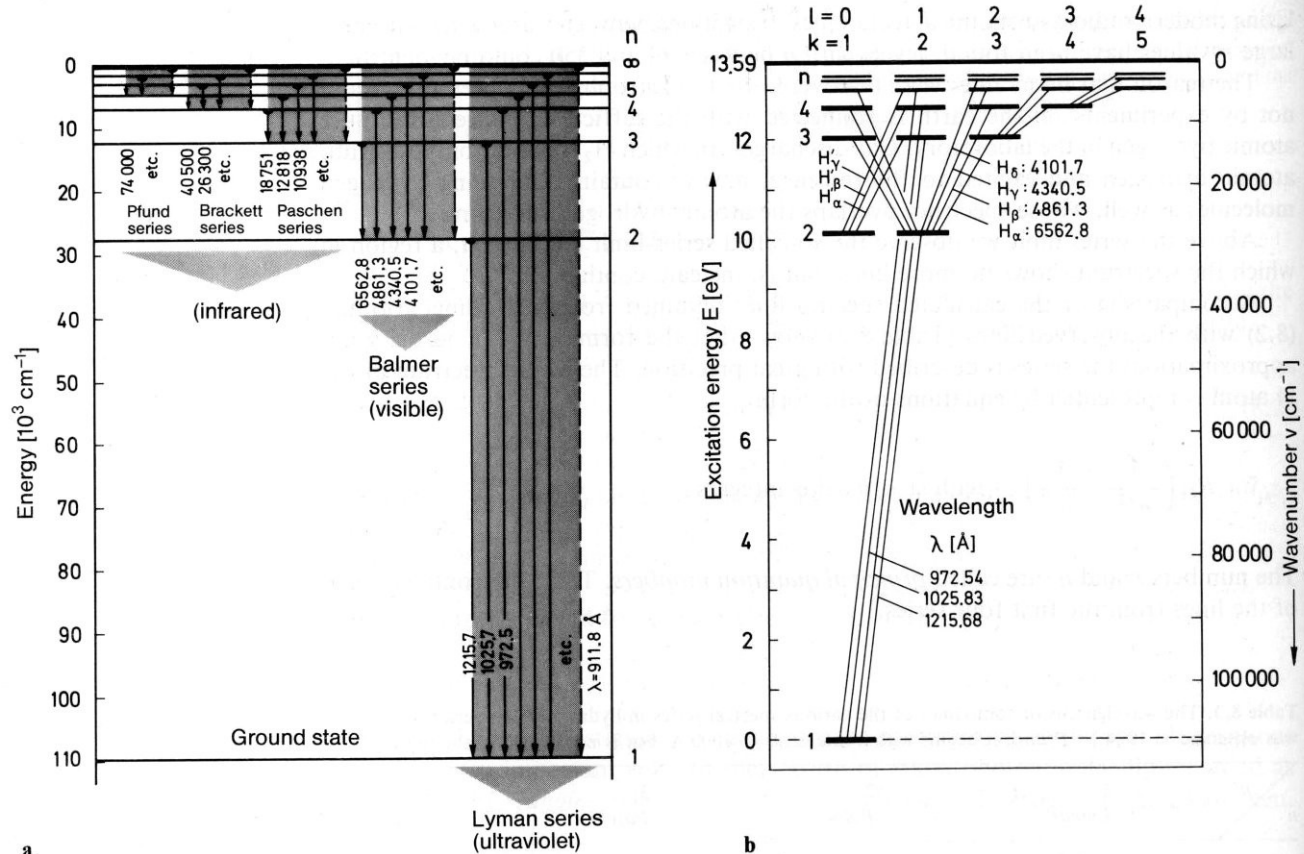 n
0
∞
5
4
10
3
20
2
30
40
50
60
70
80
90
100
110
1
Energy [10³ cm⁻¹]
74 000
etc.
40 500
26 300
etc.
18 751
12 818
10 938
etc.
Pfund
series
Brackett
series
Paschen
series
(infrared)
6562.8
4861.3
4340.5
4101.7
etc.
Balmer
series
(visible)
1215.7
1025.7
972.5
etc.
λ=911.8 Å
Ground state
Lyman series
(ultraviolet)
a
l = 0 1 2 3 4
k = 1 2 3 4 5
13.59
n
4
3
2
12
10
8
6
4
2
0
Excitation energy E [eV]
Hγ
Hβ
Hα
Hδ : 4101.7
Hγ : 4340.5
Hβ : 4861.3
Hα : 6562.8
Wavelength
λ [Å]
972.54
1025.83
1215.68
0
20 000
40 000
60 000
80 000
100 000
Wavenumber ν [cm⁻¹]
b